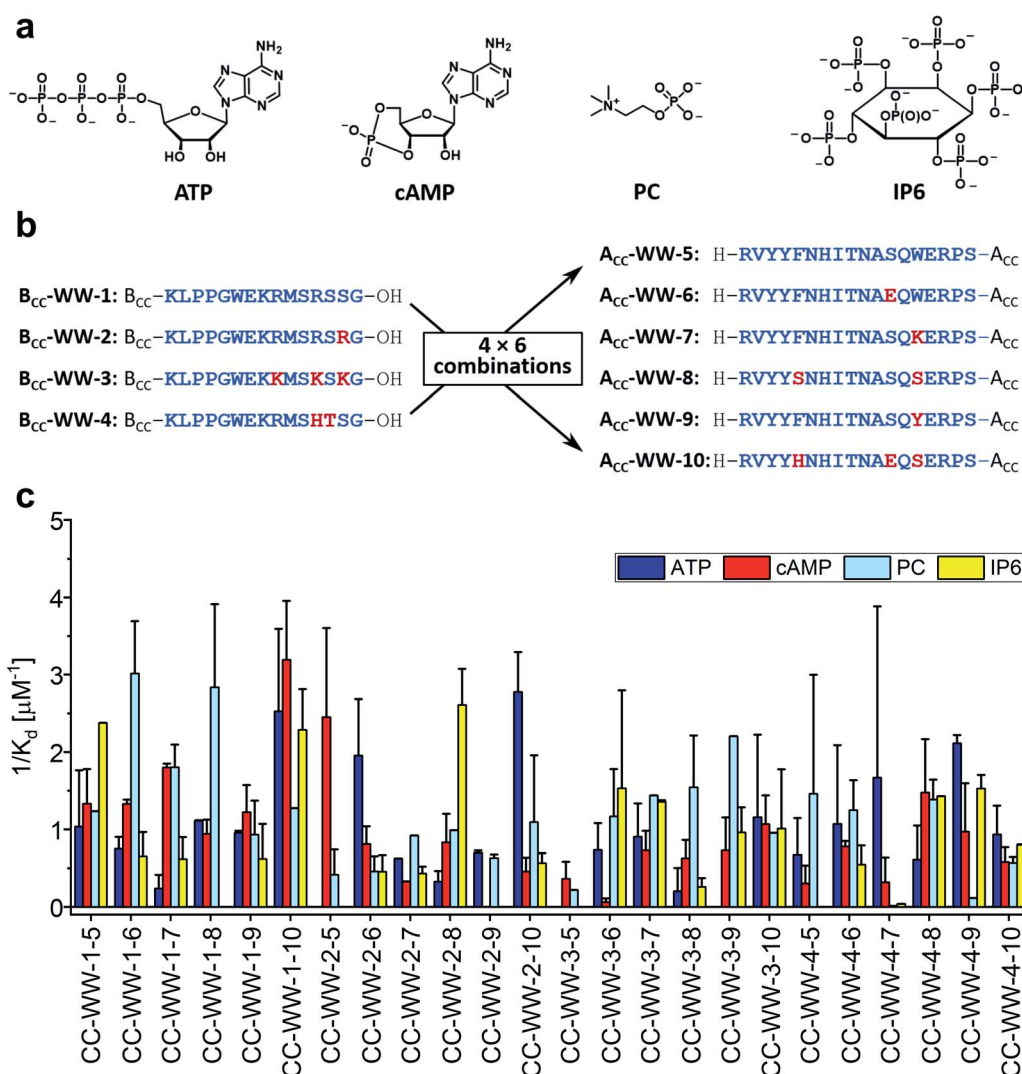 a
ATP
cAMP
PC
IP6
b
B_CC-WW-1: B_CC-KLPPGWEKRMSRSSG-OH
B_CC-WW-2: B_CC-KLPPGWEKRMSRSRG-OH
B_CC-WW-3: B_CC-KLPPGWEKKMSKSKG-OH
B_CC-WW-4: B_CC-KLPPGWEKRMSHTSG-OH
4 × 6
combinations
A_CC-WW-5: H-RVYYFNHITNASQWERPS-A_CC
A_CC-WW-6: H-RVYYFNHITNAEQWERPS-A_CC
A_CC-WW-7: H-RVYYFNHITNASQKERPS-A_CC
A_CC-WW-8: H-RVYYSNHITNASQSERPS-A_CC
A_CC-WW-9: H-RVYYFNHITNASQYERPS-A_CC
A_CC-WW-10: H-RVYYHNHITNAEQSERPS-A_CC
c
ATP cAMP PC IP6
1/K_d [µM⁻¹]
5
4
3
2
1
0
CC-WW-1-5
CC-WW-1-6
CC-WW-1-7
CC-WW-1-8
CC-WW-1-9
CC-WW-1-10
CC-WW-2-5
CC-WW-2-6
CC-WW-2-7
CC-WW-2-8
CC-WW-2-9
CC-WW-2-10
CC-WW-3-5
CC-WW-3-6
CC-WW-3-7
CC-WW-3-8
CC-WW-3-9
CC-WW-3-10
CC-WW-4-5
CC-WW-4-6
CC-WW-4-7
CC-WW-4-8
CC-WW-4-9
CC-WW-4-10